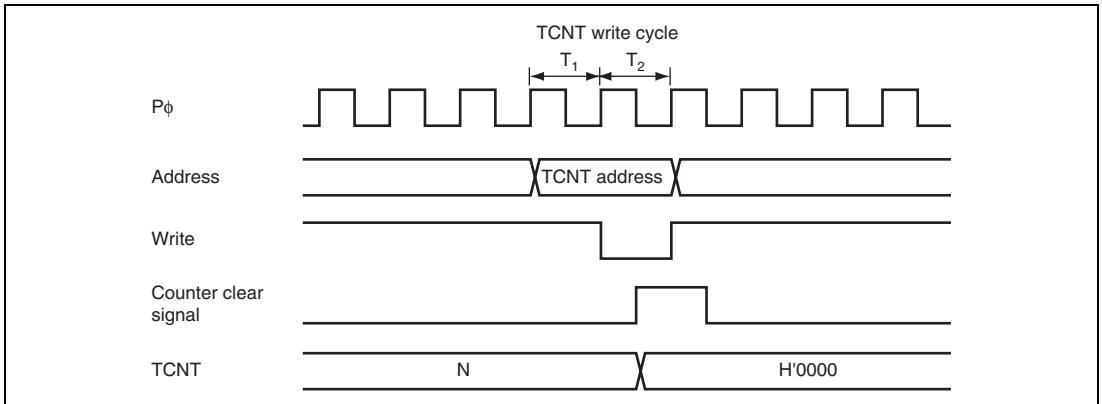 TCNT write cycle
T1 T2
Pϕ
Address
TCNT address
Write
Counter clear
signal
TCNT
N
H'0000